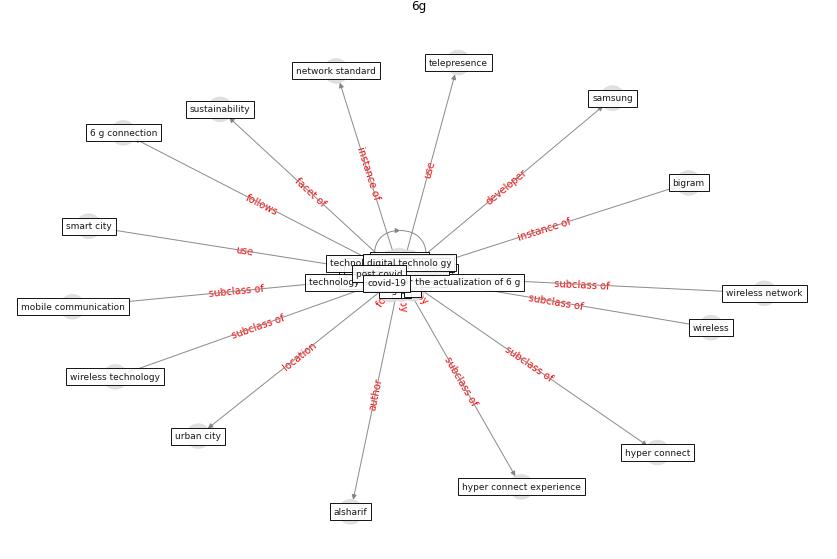 6g
telepresence
network standard
samsung
sustainability
6 g connection
instance of
use
developer
bigram
facet of
follows
smart city
instance of
use
digital technolo gy
post covid
technology
the actualization of 6 g
covid-19
subclass of
wireless network
subclass of
mobile communication
subclass of
wireless
subclass of
location
subclass of
wireless technology
author
subclass of
urban city
hyper connect
hyper connect experience
alsharif